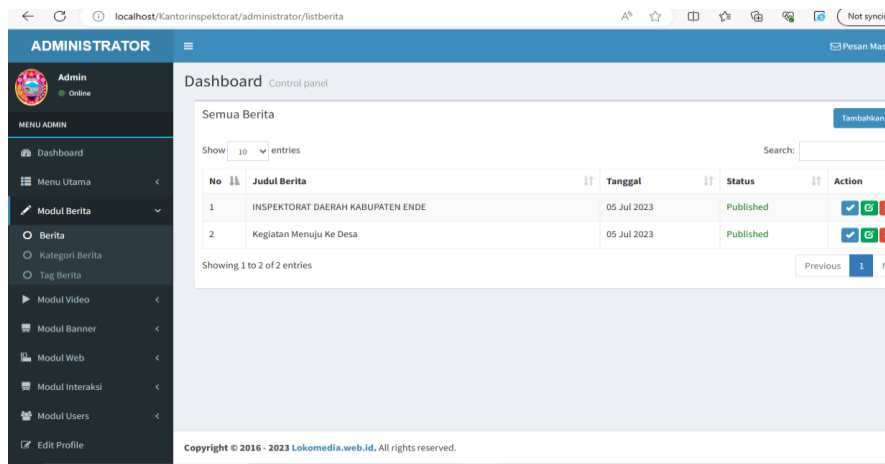 localhost/Kantorinspektorat/administrator/listberita
Not syncin
ADMINISTRATOR
Pesan Mas
Admin
Online
Dashboard Control panel
MENU ADMIN
Dashboard
Menu Utama
Modul Berita
Berita
Kategori Berita
Tag Berita
Modul Video
Modul Banner
Modul Web
Modul Interaksi
Modul Users
Edit Profile
Semua Berita
Tambahkan
Show 10 entries
Search:
No Judul Berita Tanggal Status Action
1 INSPEKTORAT DAERAH KABUPATEN ENDE 05 Jul 2023 Published
2 Kegiatan Menuju Ke Desa 05 Jul 2023 Published
Showing 1 to 2 of 2 entries
Previous 1 N
Copyright © 2016 - 2023 Lokomedia.web.id. All rights reserved.